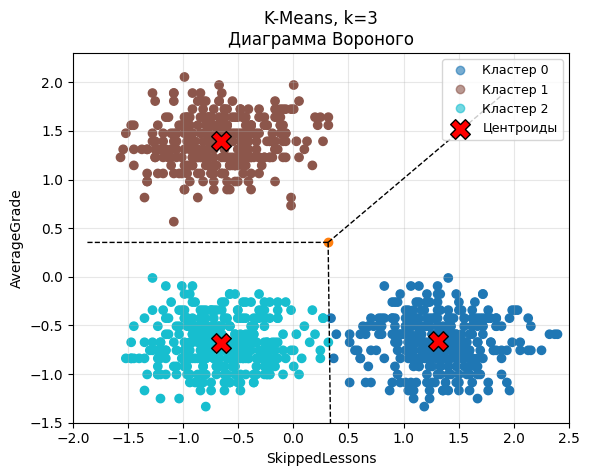 K-Means, k=3
Диаграмма Вороного
Кластер 0
Кластер 1
Кластер 2
Центроиды
AverageGrade
2.0
1.5
1.0
0.5
0.0
−0.5
−1.0
−1.5
−2.0 −1.5 −1.0 −0.5 0.0 0.5 1.0 1.5 2.0 2.5
SkippedLessons